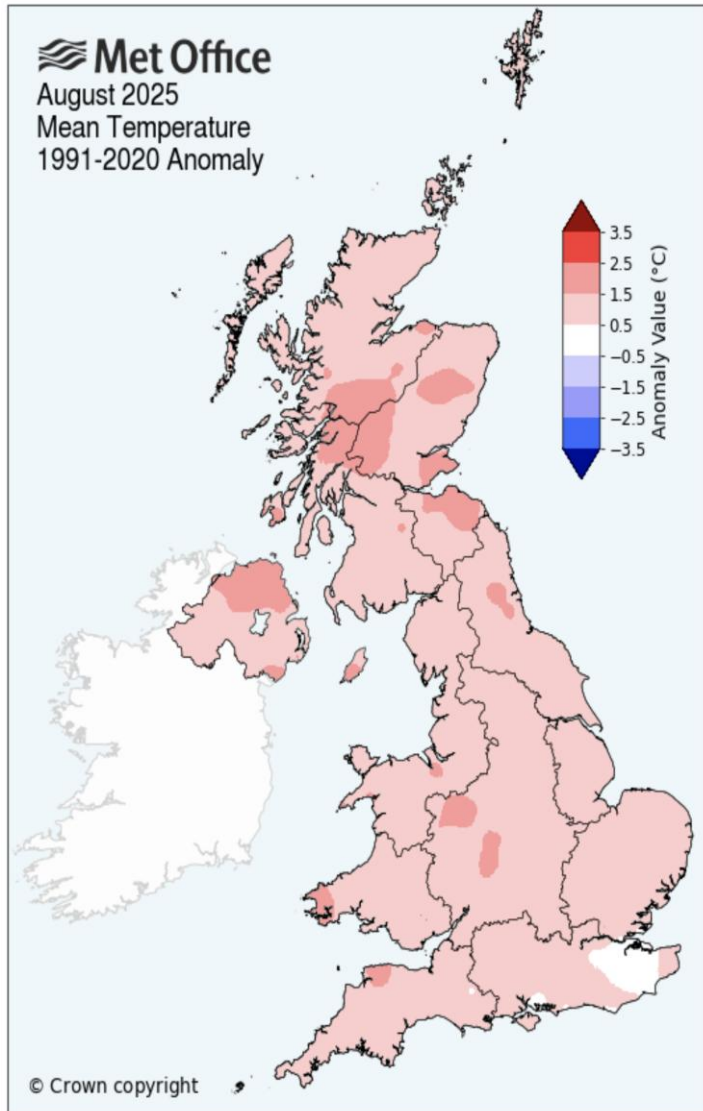 Met Office
August 2025
Mean Temperature
1991-2020 Anomaly
3.5
2.5
1.5
0.5
−0.5
−1.5
−2.5
−3.5
Anomaly Value (°C)
© Crown copyright